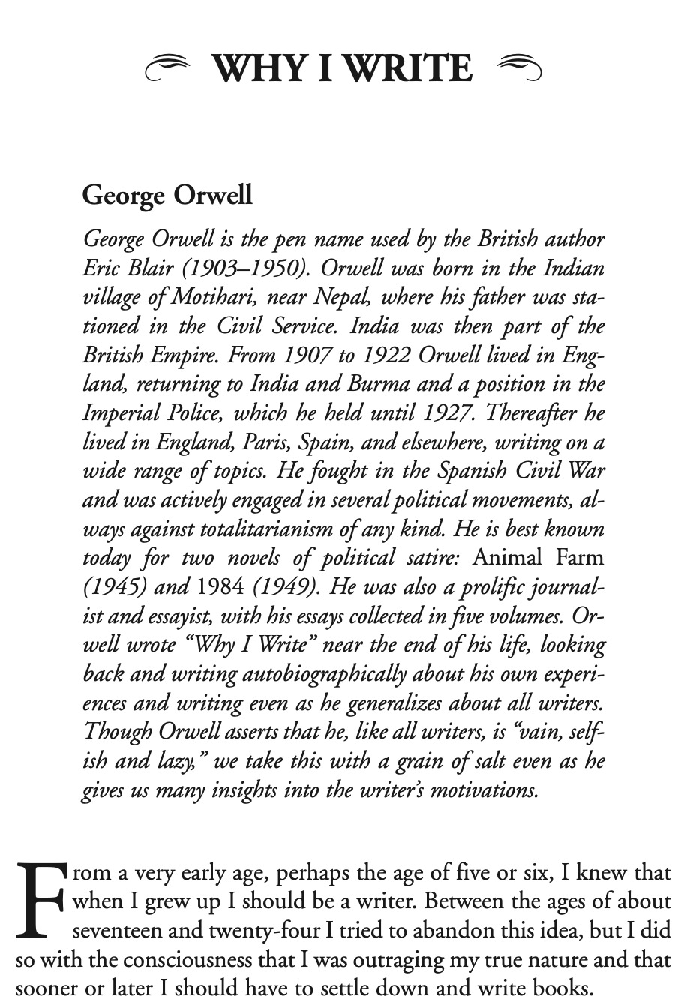 WHY I WRITE
George Orwell
George Orwell is the pen name used by the British author
Eric Blair (1903–1950). Orwell was born in the Indian
village of Motihari, near Nepal, where his father was sta-
tioned in the Civil Service. India was then part of the
British Empire. From 1907 to 1922 Orwell lived in Eng-
land, returning to India and Burma and a position in the
Imperial Police, which he held until 1927. Thereafter he
lived in England, Paris, Spain, and elsewhere, writing on a
wide range of topics. He fought in the Spanish Civil War
and was actively engaged in several political movements, al-
ways against totalitarianism of any kind. He is best known
today for two novels of political satire: Animal Farm
(1945) and 1984 (1949). He was also a prolific journal-
ist and essayist, with his essays collected in five volumes. Or-
well wrote “Why I Write” near the end of his life, looking
back and writing autobiographically about his own experi-
ences and writing even as he generalizes about all writers.
Though Orwell asserts that he, like all writers, is “vain, self-
ish and lazy,” we take this with a grain of salt even as he
gives us many insights into the writer’s motivations.
From a very early age, perhaps the age of five or six, I knew that
when I grew up I should be a writer. Between the ages of about
seventeen and twenty-four I tried to abandon this idea, but I did
so with the consciousness that I was outraging my true nature and that
sooner or later I should have to settle down and write books.